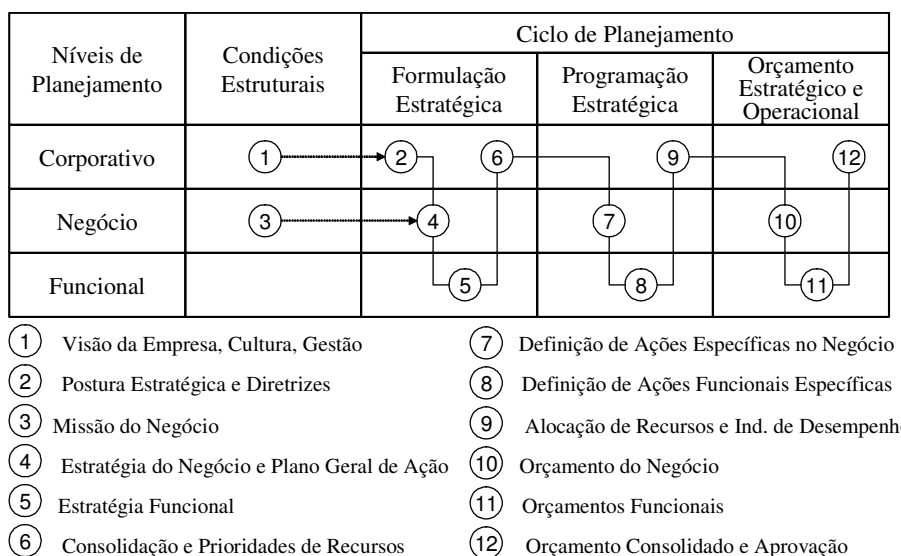 Níveis de
Planejamento
Condições
Estruturais
Ciclo de Planejamento
Formulação
Estratégica
Programação
Estratégica
Orçamento
Estratégico e
Operacional
Corporativo
1
2
6
9
12
Negócio
3
4
7
10
Funcional
5
8
11
1 Visão da Empresa, Cultura, Gestão
2 Postura Estratégica e Diretrizes
3 Missão do Negócio
4 Estratégia do Negócio e Plano Geral de Ação
5 Estratégia Funcional
6 Consolidação e Prioridades de Recursos
7 Definição de Ações Específicas no Negócio
8 Definição de Ações Funcionais Específicas
9 Alocação de Recursos e Ind. de Desempenh
10 Orçamento do Negócio
11 Orçamentos Funcionais
12 Orçamento Consolidado e Aprovação